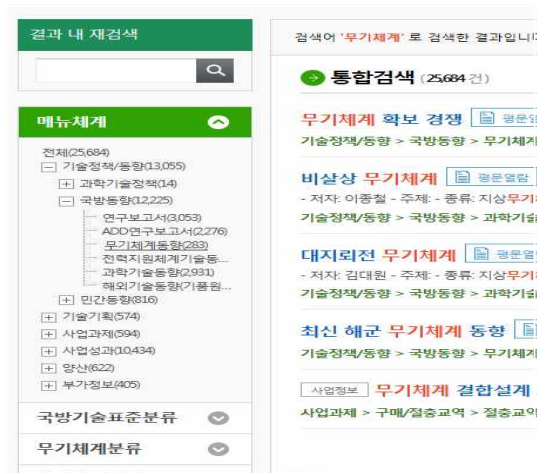 결과 내 재검색
메뉴체계
전체(25,684)
기술정책/동향(13,055)
과학기술정책(14)
국방동향(12,225)
연구보고서(3,053)
ADD연구보고서(2,276)
무기체계동향(283)
전력지원체계기술동...
과학기술동향(2,931)
해외기술동향(기품원...
민간동향(816)
기술기획(574)
사업과제(594)
사업성과(10,434)
양산(622)
부가정보(405)
국방기술표준분류
무기체계분류
검색어 '무기체계' 로 검색한 결과입니다
통합검색 (25,684 건)
무기체계 확보 경쟁 평문열
기술정책/동향 > 국방동향 > 무기체계
비살상 무기체계 평문열람
- 저자: 이종철 - 주제: - 종류: 지상무기
기술정책/동향 > 국방동향 > 과학기술
대지뢰전 무기체계 평문열
- 저자: 김대원 - 주제: - 종류: 지상무기
기술정책/동향 > 국방동향 > 과학기술
최신 해군 무기체계 동향
기술정책/동향 > 국방동향 > 무기체계
사업정보 무기체계 결합설계
사업과제 > 구매/절충교역 > 절충교역